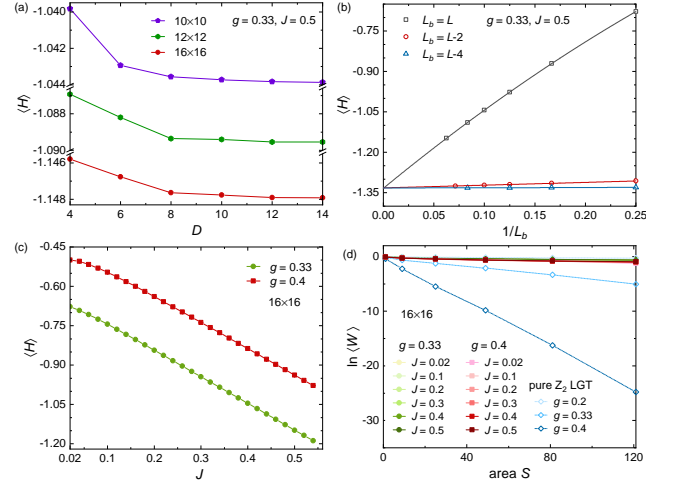 (a)
10×10
12×12
16×16
g = 0.33, J = 0.5
-1.040
-1.044
-1.088
-1.090
-1.146
-1.148
⟨H⟩
4 6 8 10 12 14
D
(b)
g = 0.33, J = 0.5
L_b = L
L_b = L-2
L_b = L-4
-0.75
-0.90
-1.05
-1.20
-1.35
⟨H⟩
0.00 0.05 0.10 0.15 0.20 0.25
1/L_b
(c)
g = 0.33
g = 0.4
16×16
-0.45
-0.60
-0.75
-0.90
-1.05
-1.20
⟨H⟩
0.02 0.1 0.2 0.3 0.4 0.5
J
(d)
16×16
g = 0.33 g = 0.4
J = 0.02 J = 0.02
J = 0.1 J = 0.1
J = 0.2 J = 0.2
J = 0.3 J = 0.3
J = 0.4 J = 0.4
J = 0.5 J = 0.5
pure Z₂ LGT
g = 0.2
g = 0.33
g = 0.4
0
-10
-20
-30
ln ⟨W⟩
0 40 80 120
area S